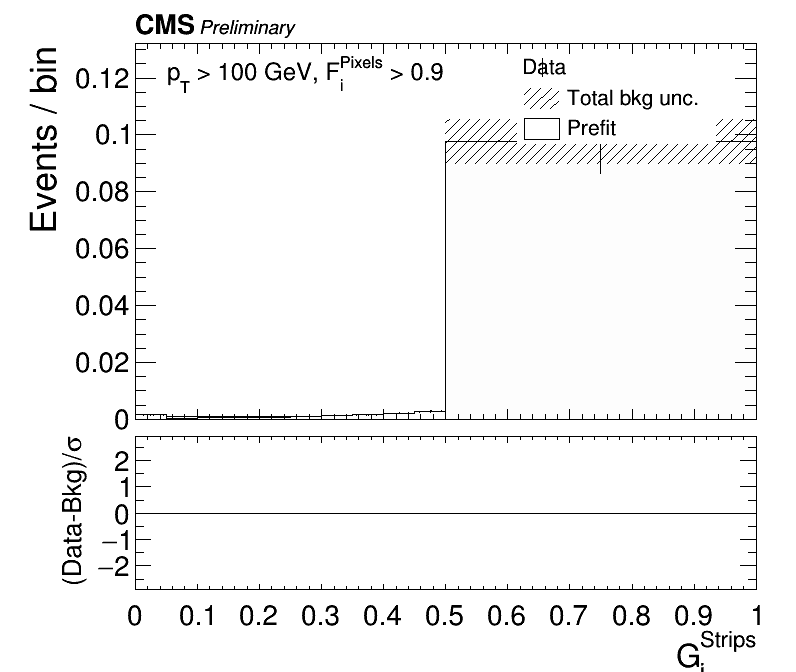 CMS Preliminary
p_T > 100 GeV, F_i^Pixels > 0.9
Data
Total bkg unc.
Prefit
Events / bin
0.12
0.1
0.08
0.06
0.04
0.02
0
(Data-Bkg)/σ
2
1
0
−1
−2
0 0.1 0.2 0.3 0.4 0.5 0.6 0.7 0.8 0.9 1
G_i^Strips